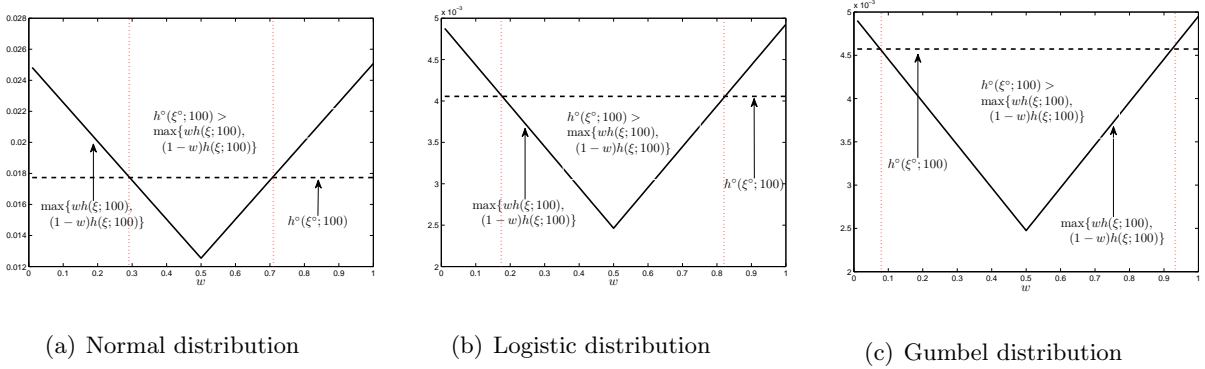 0.028
0.026
0.024
0.022
0.02
0.018
0.016
0.014
0.012
h°(ξ°; 100) >
max{wh(ξ; 100),
(1 − w)h(ξ; 100)}
max{wh(ξ; 100),
(1 − w)h(ξ; 100)}
h°(ξ°; 100)
0 0.1 0.2 0.3 0.4 0.5 0.6 0.7 0.8 0.9 1
w
(a) Normal distribution
x 10⁻³
5
4.5
4
3.5
3
2.5
2
h°(ξ°; 100) >
max{wh(ξ; 100),
(1 − w)h(ξ; 100)}
h°(ξ°; 100)
max{wh(ξ; 100),
(1 − w)h(ξ; 100)}
0 0.1 0.2 0.3 0.4 0.5 0.6 0.7 0.8 0.9 1
w
(b) Logistic distribution
x 10⁻³
5
4.5
4
3.5
3
2.5
2
h°(ξ°; 100) >
max{wh(ξ; 100),
(1 − w)h(ξ; 100)}
h°(ξ°; 100)
max{wh(ξ; 100),
(1 − w)h(ξ; 100)}
0 0.1 0.2 0.3 0.4 0.5 0.6 0.7 0.8 0.9 1
w
(c) Gumbel distribution